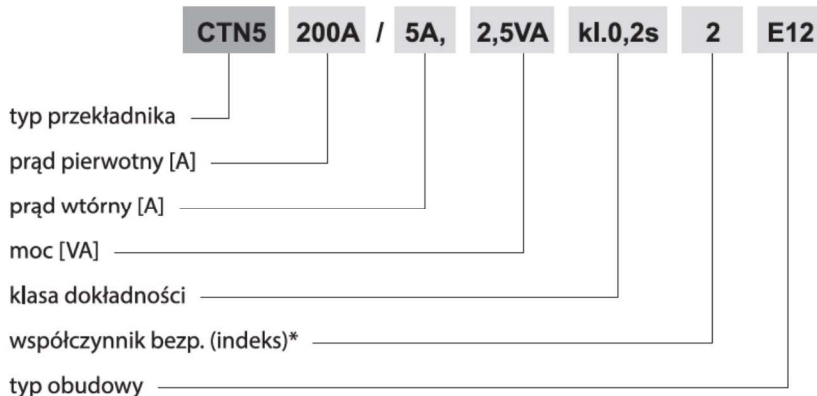 CTN5 200A / 5A, 2,5VA kl.0,2s 2 E12
typ przekładnika
prąd pierwotny [A]
prąd wtórny [A]
moc [VA]
klasa dokładności
współczynnik bezp. (indeks)*
typ obudowy